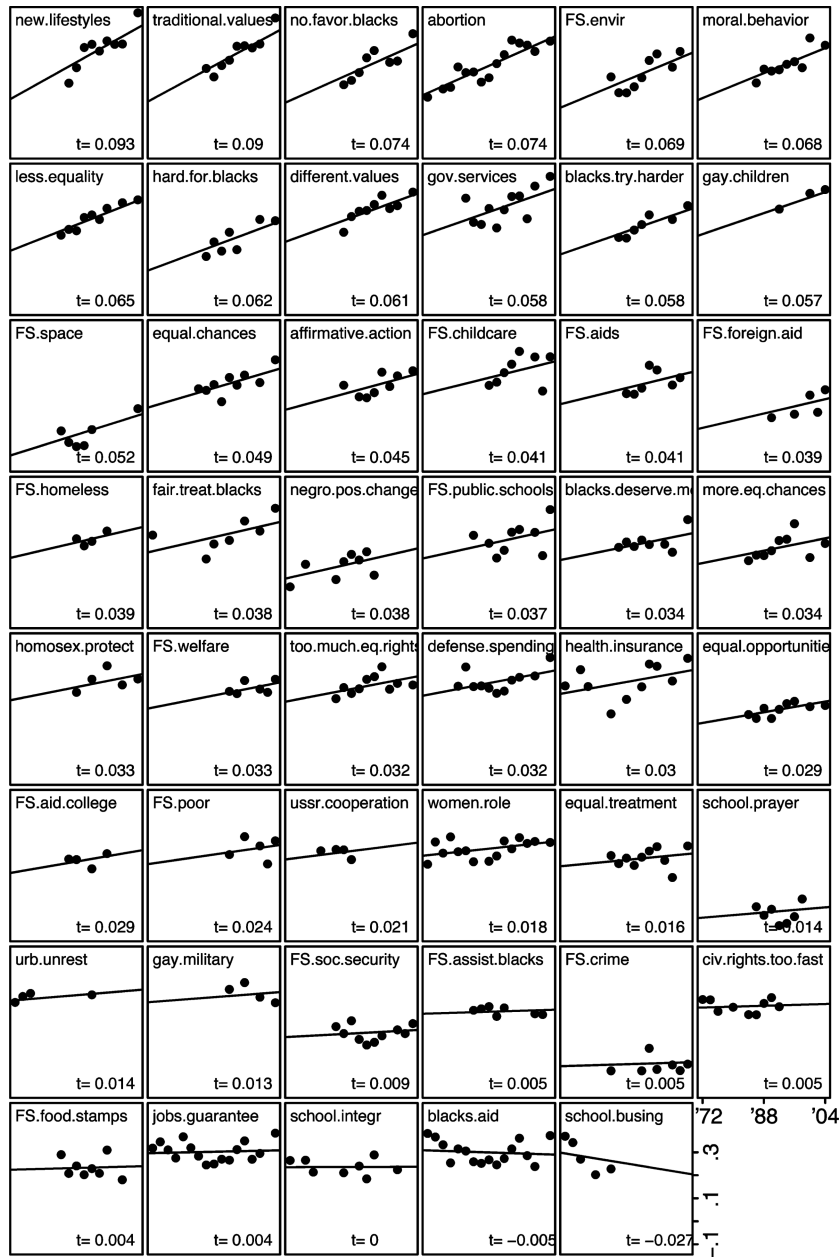 new.lifestyles traditional.values no.favor.blacks abortion FS.envir moral.behavior
t= 0.093 t= 0.09 t= 0.074 t= 0.074 t= 0.069 t= 0.068
less.equality hard.for.blacks different.values gov.services blacks.try.harder gay.children
t= 0.065 t= 0.062 t= 0.061 t= 0.058 t= 0.058 t= 0.057
FS.space equal.chances affirmative.action FS.childcare FS.aids FS.foreign.aid
t= 0.052 t= 0.049 t= 0.045 t= 0.041 t= 0.041 t= 0.039
FS.homeless fair.treat.blacks negro.pos.change FS.public.schools blacks.deserve.mo more.eq.chances
t= 0.039 t= 0.038 t= 0.038 t= 0.037 t= 0.034 t= 0.034
homosex.protect FS.welfare too.much.eq.rights defense.spending health.insurance equal.opportunitie
t= 0.033 t= 0.033 t= 0.032 t= 0.032 t= 0.03 t= 0.029
FS.aid.college FS.poor ussr.cooperation women.role equal.treatment school.prayer
t= 0.029 t= 0.024 t= 0.021 t= 0.018 t= 0.016 t= 0.014
urb.unrest gay.military FS.soc.security FS.assist.blacks FS.crime civ.rights.too.fast
t= 0.014 t= 0.013 t= 0.009 t= 0.005 t= 0.005 t= 0.005
FS.food.stamps jobs.guarantee school.integr blacks.aid school.busing '72 '88 '04
.3
.1
-.1
t= 0.004 t= 0.004 t= 0 t= −0.005 t= −0.027